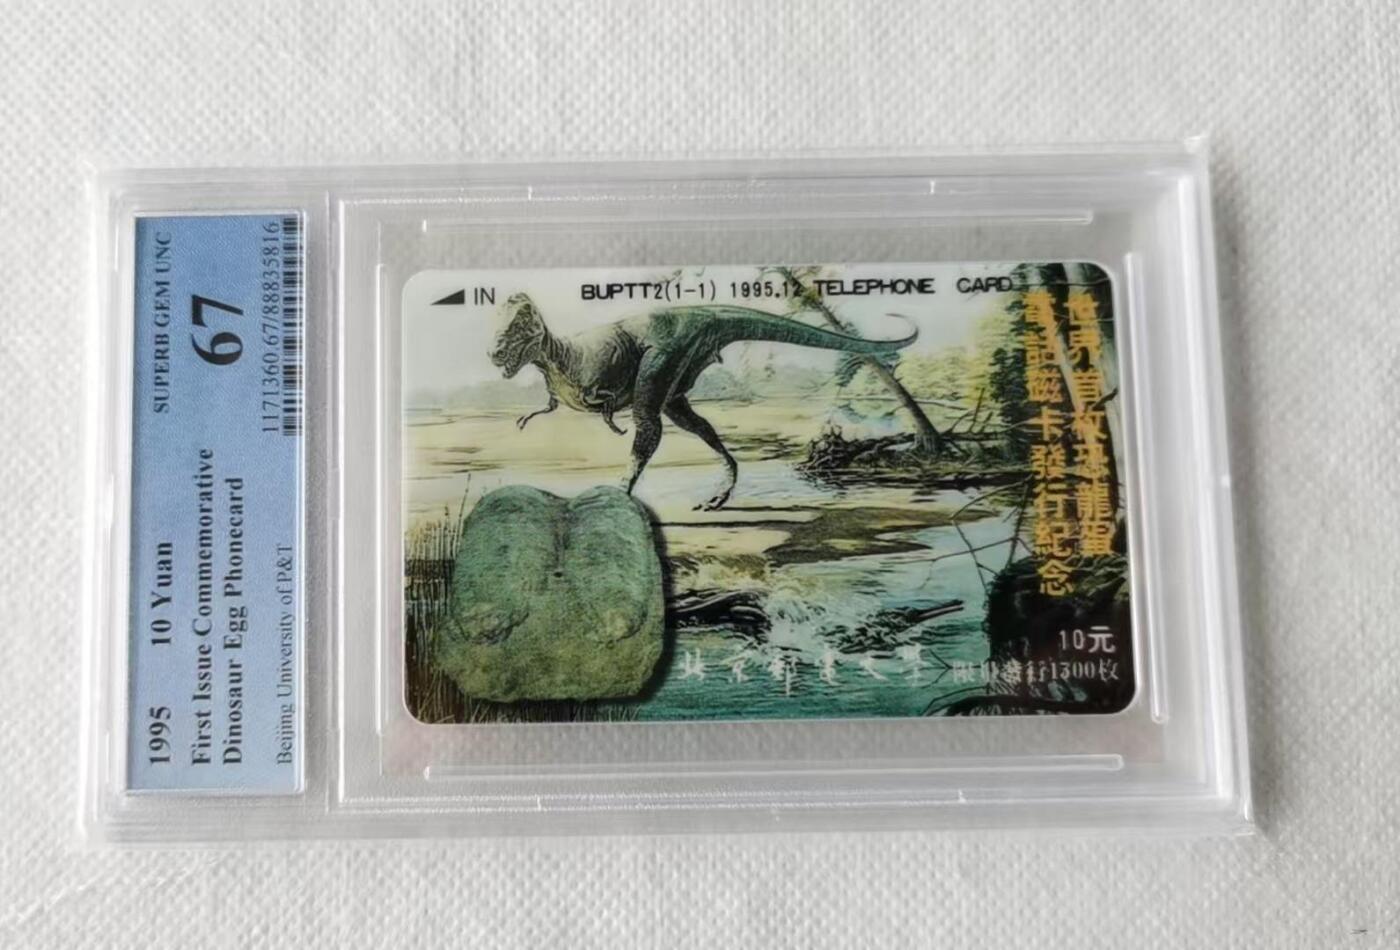 SUPERB GEM UNC
67
1171360.67/88835816
1995 10 Yuan
First Issue Commemorative
Dinosaur Egg Phonecard
Beijing University of P&T
IN
BUPTT2(1-1) 1995.12 TELEPHONE CARD
世界首枚恐龍蛋
電話磁卡發行紀念
10元
北京郵電大學
限量發行1300枚